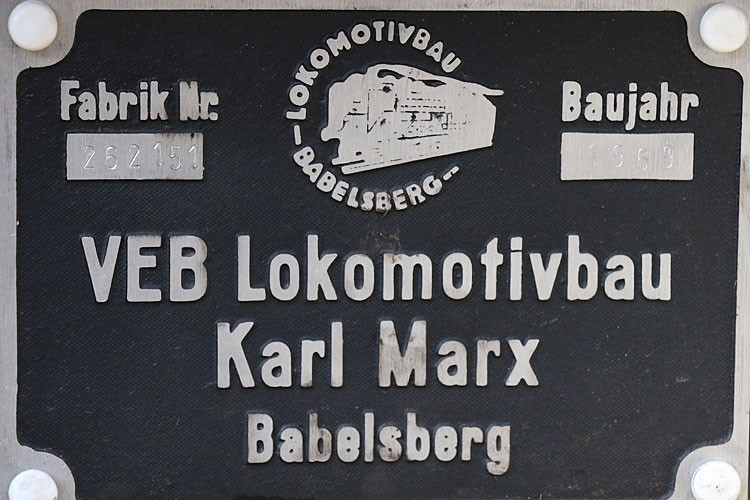 Fabrik Nr.
262151
LOKOMOTIVBAU
BABELSBERG
Baujahr
1969
VEB Lokomotivbau
Karl Marx
Babelsberg